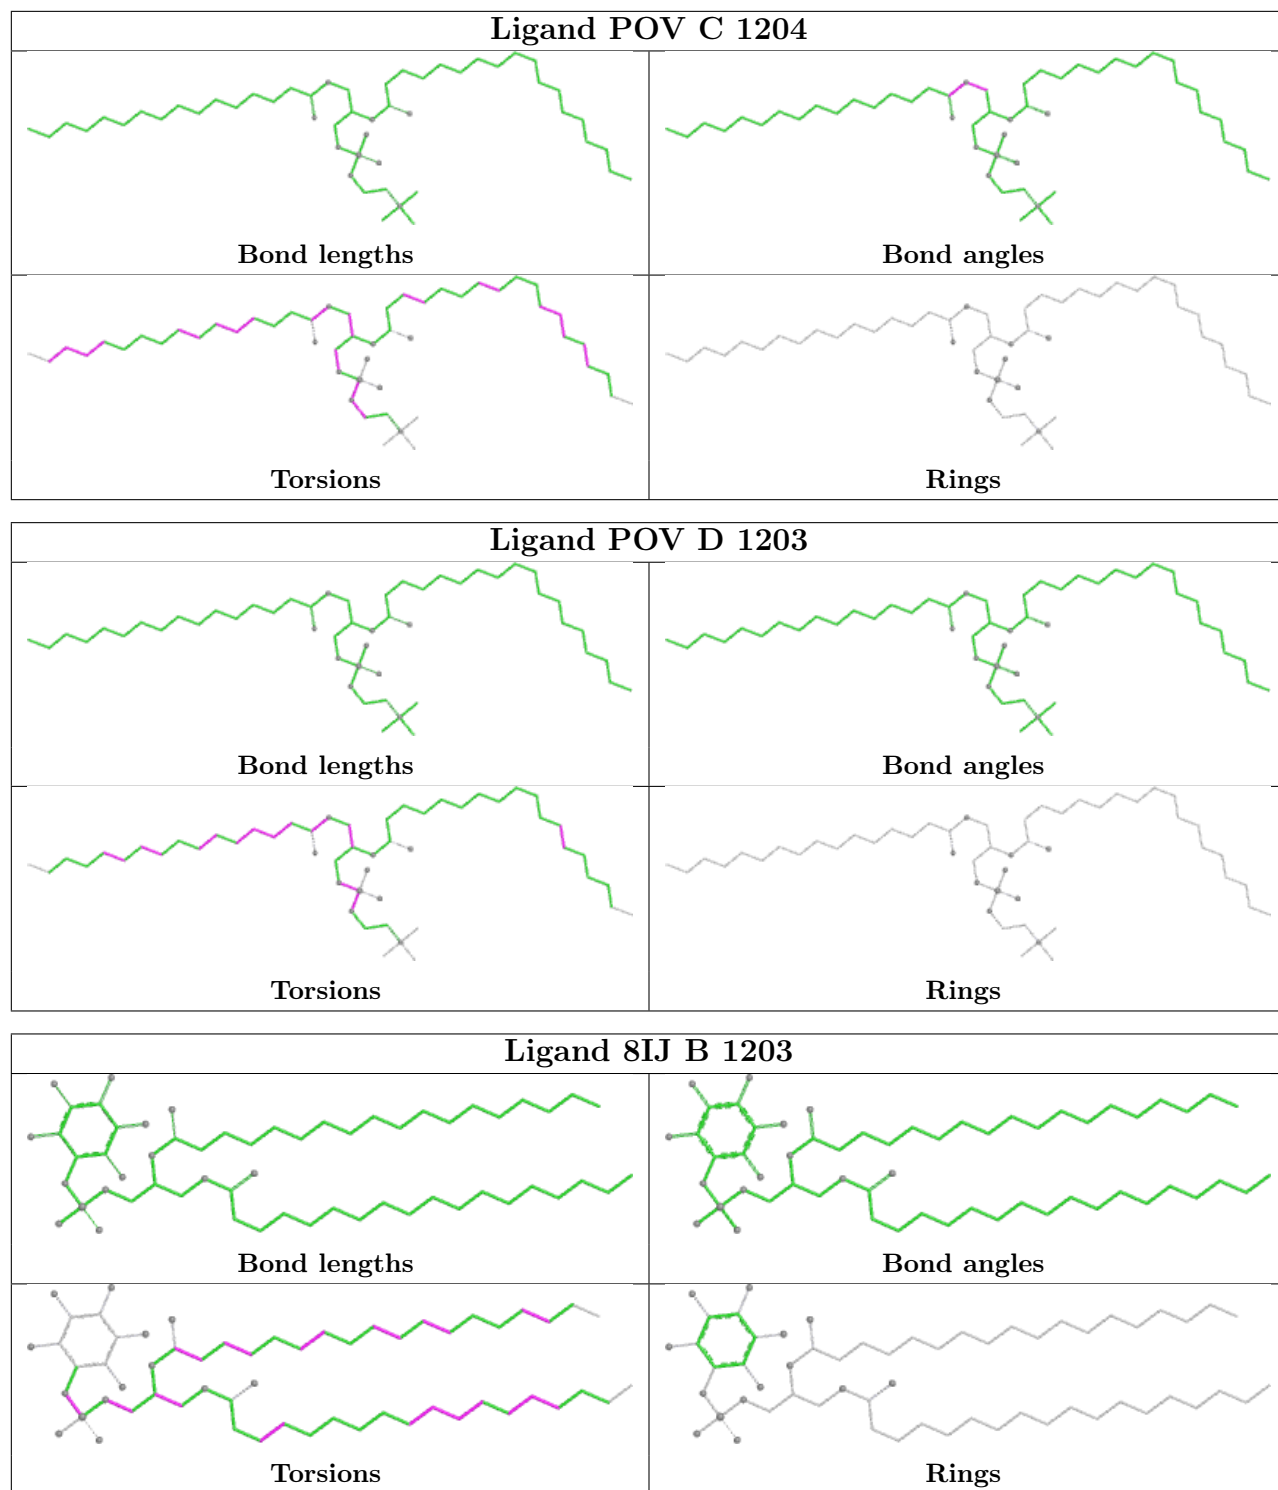 Ligand POV C 1204
Bond lengths
Bond angles
Torsions
Rings
Ligand POV D 1203
Bond lengths
Bond angles
Torsions
Rings
Ligand 8IJ B 1203
Bond lengths
Bond angles
Torsions
Rings